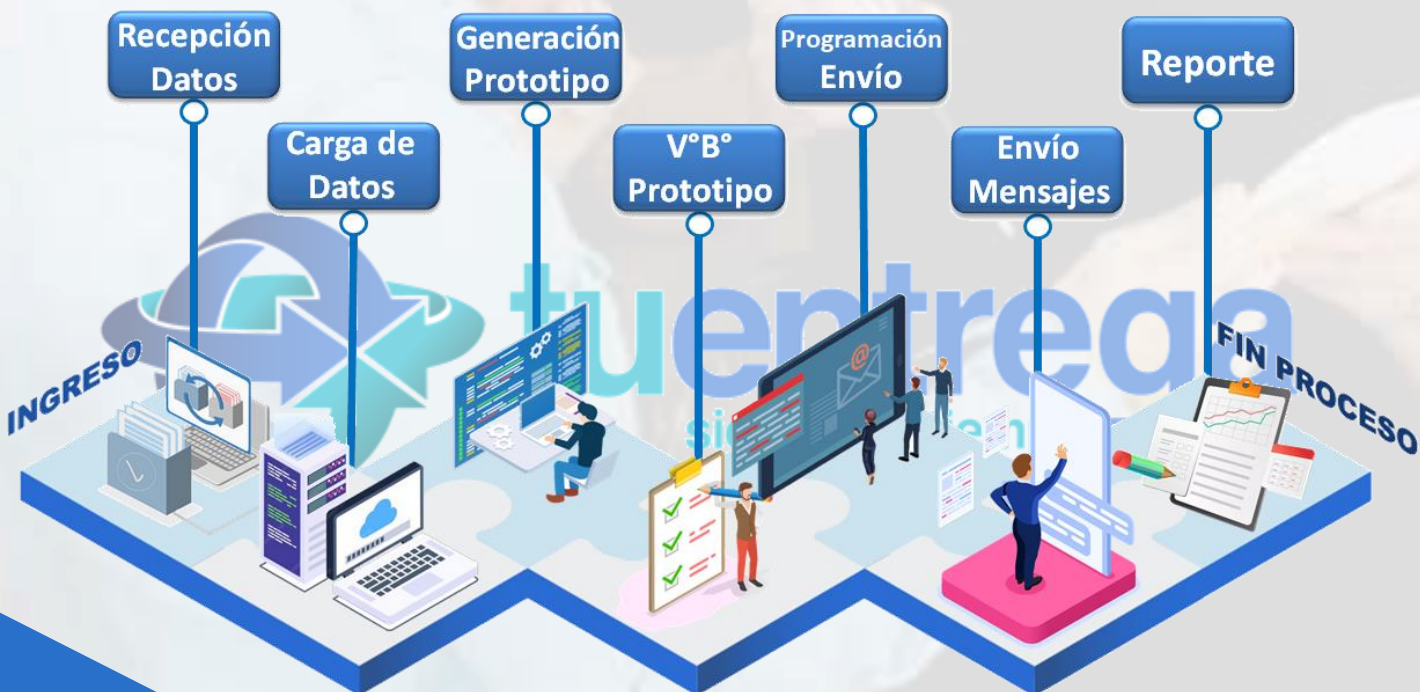 Recepción
Datos
Carga de
Datos
Generación
Prototipo
V°B°
Prototipo
Programación
Envío
Envío
Mensajes
Reporte
INGRESO
tuentrega
FIN PROCESO